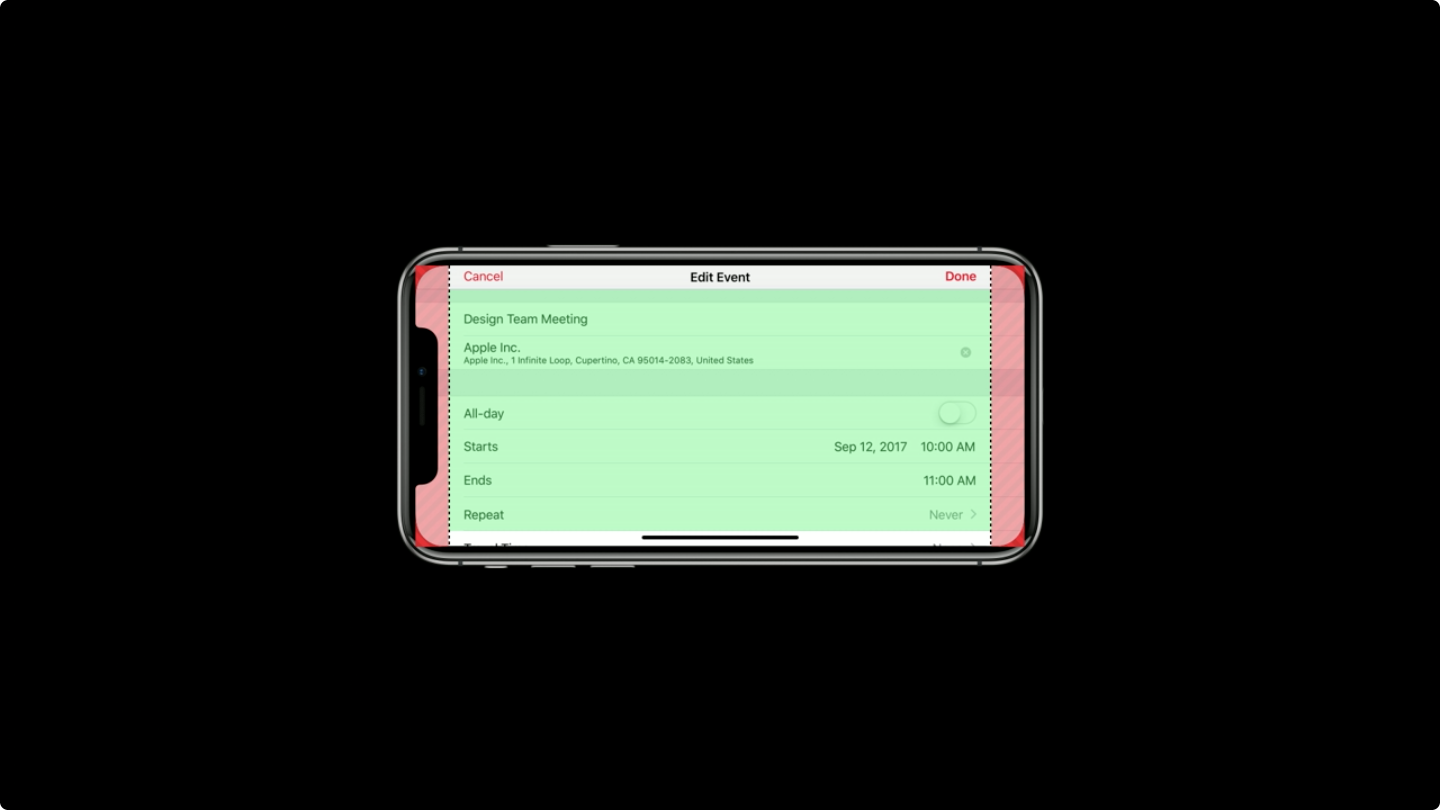 Cancel Edit Event Done
Design Team Meeting
Apple Inc.
Apple Inc., 1 Infinite Loop, Cupertino, CA 95014-2083, United States
All-day
Starts Sep 12, 2017 10:00 AM
Ends 11:00 AM
Repeat Never